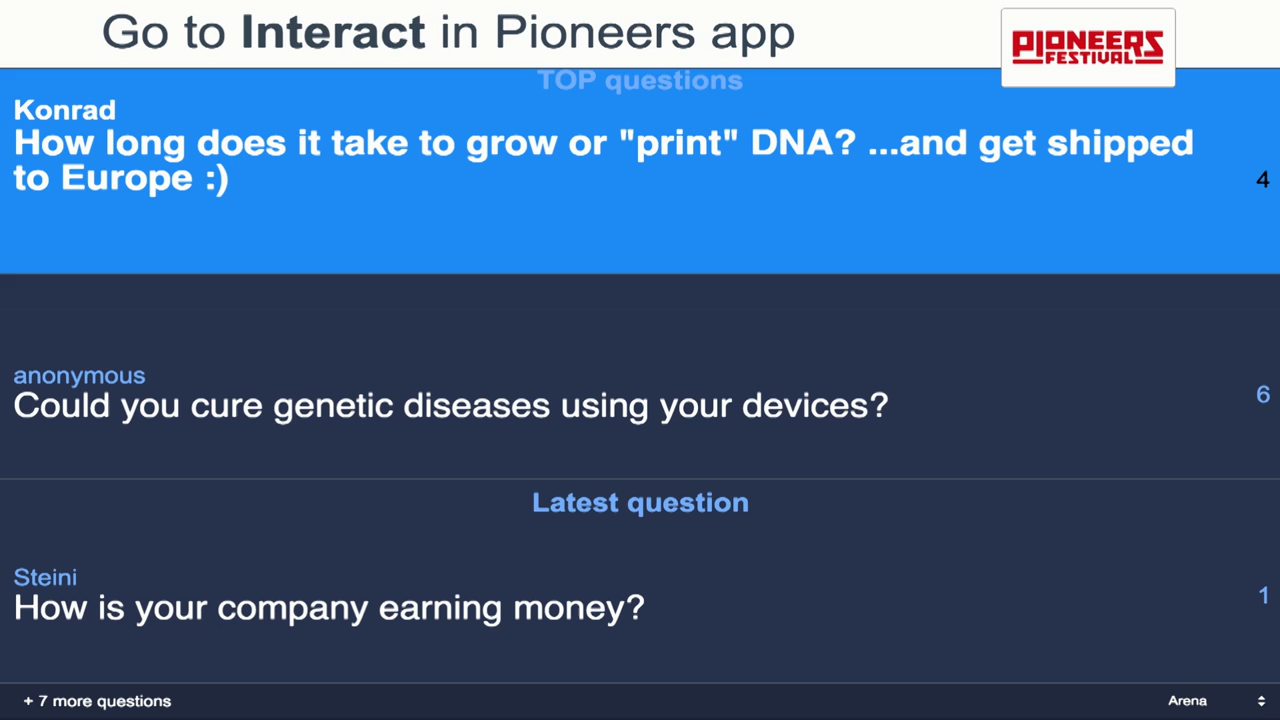 Go to Interact in Pioneers app
PIONEERS
FESTIVAL
TOP questions
Konrad
How long does it take to grow or "print" DNA? ...and get shipped
to Europe :)
4
anonymous
Could you cure genetic diseases using your devices?
6
Latest question
Steini
How is your company earning money?
1
+ 7 more questions
Arena